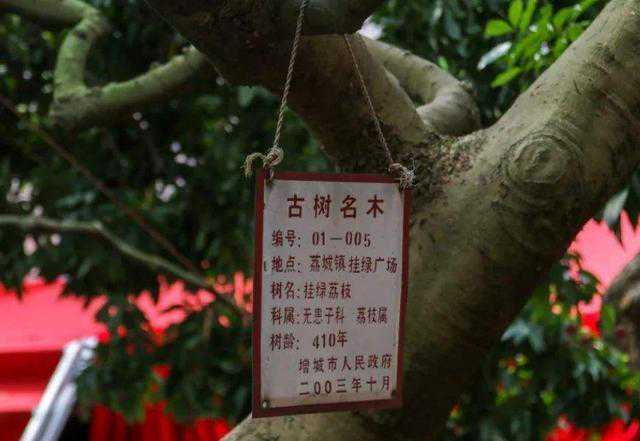 古树名木
编号：01—005
地点：荔城镇挂绿广场
树名：挂绿荔枝
科属：无患子科 荔枝属
树龄：410年
增城市人民政府
二00三年十月